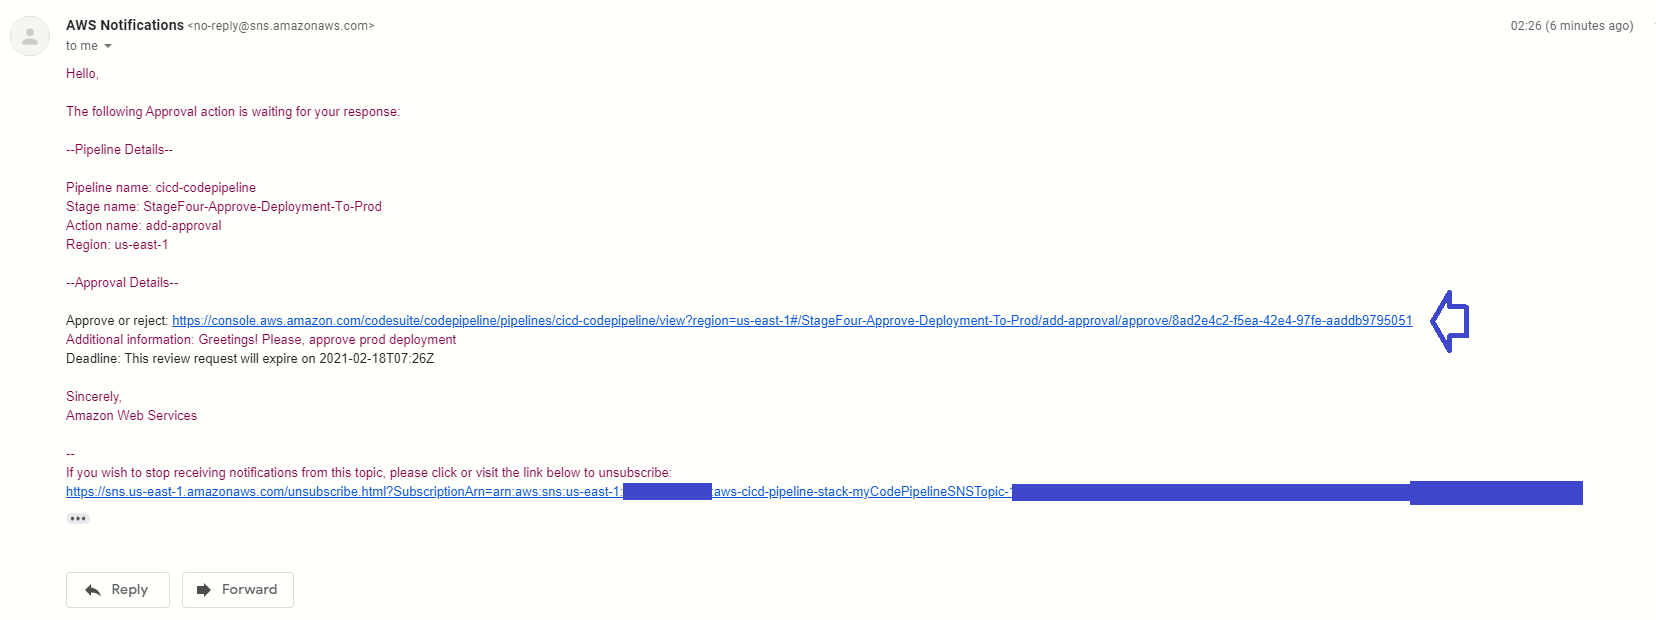 AWS Notifications <no-reply@sns.amazonaws.com> 02:26 (6 minutes ago)
to me
Hello,
The following Approval action is waiting for your response:
--Pipeline Details--
Pipeline name: cicd-codepipeline
Stage name: StageFour-Approve-Deployment-To-Prod
Action name: add-approval
Region: us-east-1
--Approval Details--
Approve or reject: https://console.aws.amazon.com/codesuite/codepipeline/pipelines/cicd-codepipeline/view?region=us-east-1#/StageFour-Approve-Deployment-To-Prod/add-approval/approve/8ad2e4c2-f5ea-42e4-97fe-aaddb9795051
Additional information: Greetings! Please, approve prod deployment
Deadline: This review request will expire on 2021-02-18T07:26Z
Sincerely,
Amazon Web Services
--
If you wish to stop receiving notifications from this topic, please click or visit the link below to unsubscribe:
https://sns.us-east-1.amazonaws.com/unsubscribe.html?SubscriptionArn=arn:aws:sns:us-east-1: :aws-cicd-pipeline-stack-myCodePipelineSNSTopic-
Reply Forward